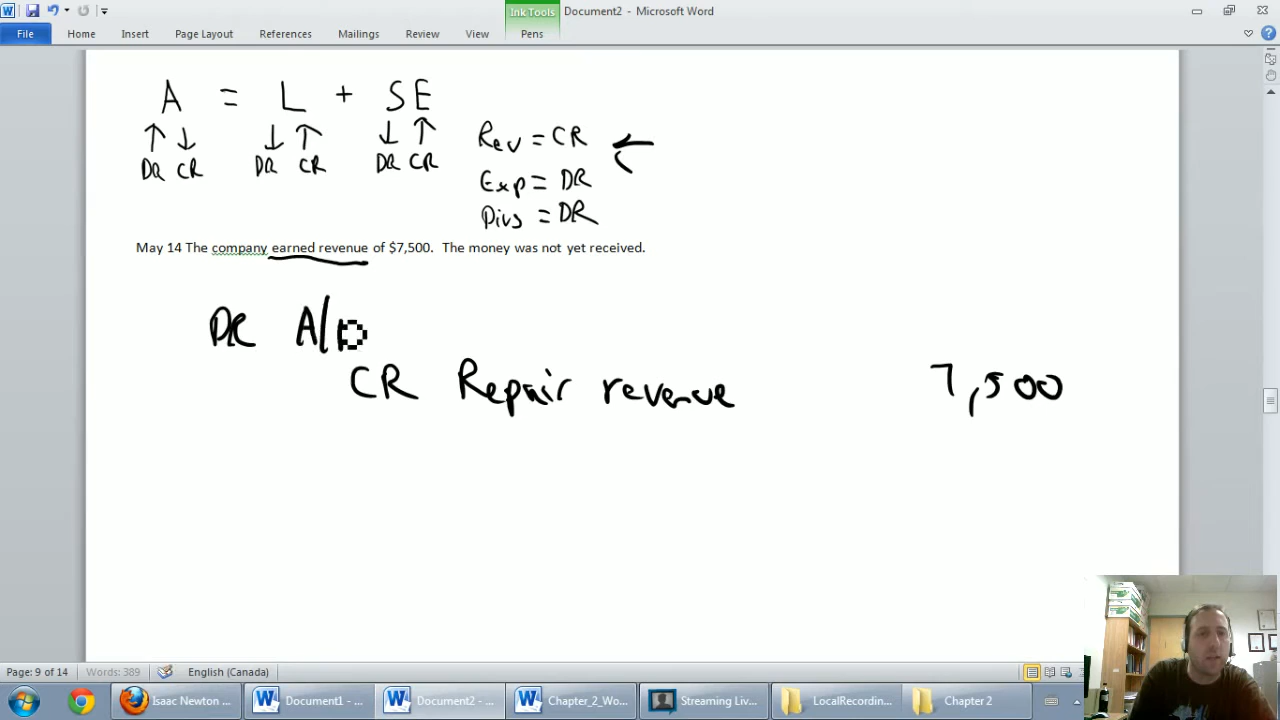 Ink Tools Document2 - Microsoft Word
File Home Insert Page Layout References Mailings Review View Pens
A = L + SE
DR CR DR CR DR CR
Rev = CR
Exp = DR
Divs = DR
May 14 The company earned revenue of $7,500. The money was not yet received.
DR A/
CR Repair revenue 7,500
Page: 9 of 14 Words: 389 English (Canada)
Isaac Newton ... Document1 - ... Document2 - ... Chapter_2_Wo... Streaming Liv... LocalRecordin... Chapter 2